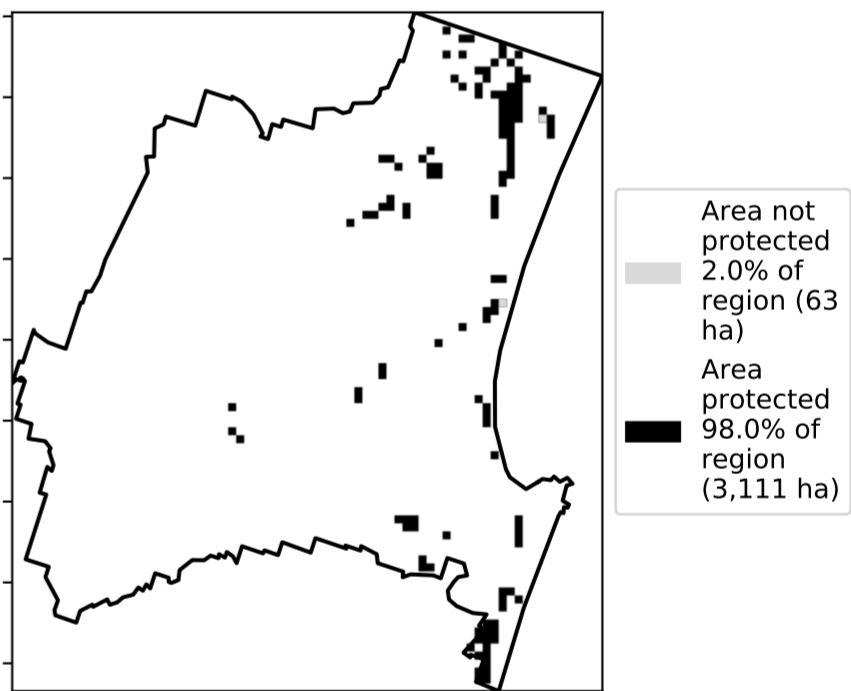 Area not
protected
2.0% of
region (63
ha)
Area
protected
98.0% of
region
(3,111 ha)